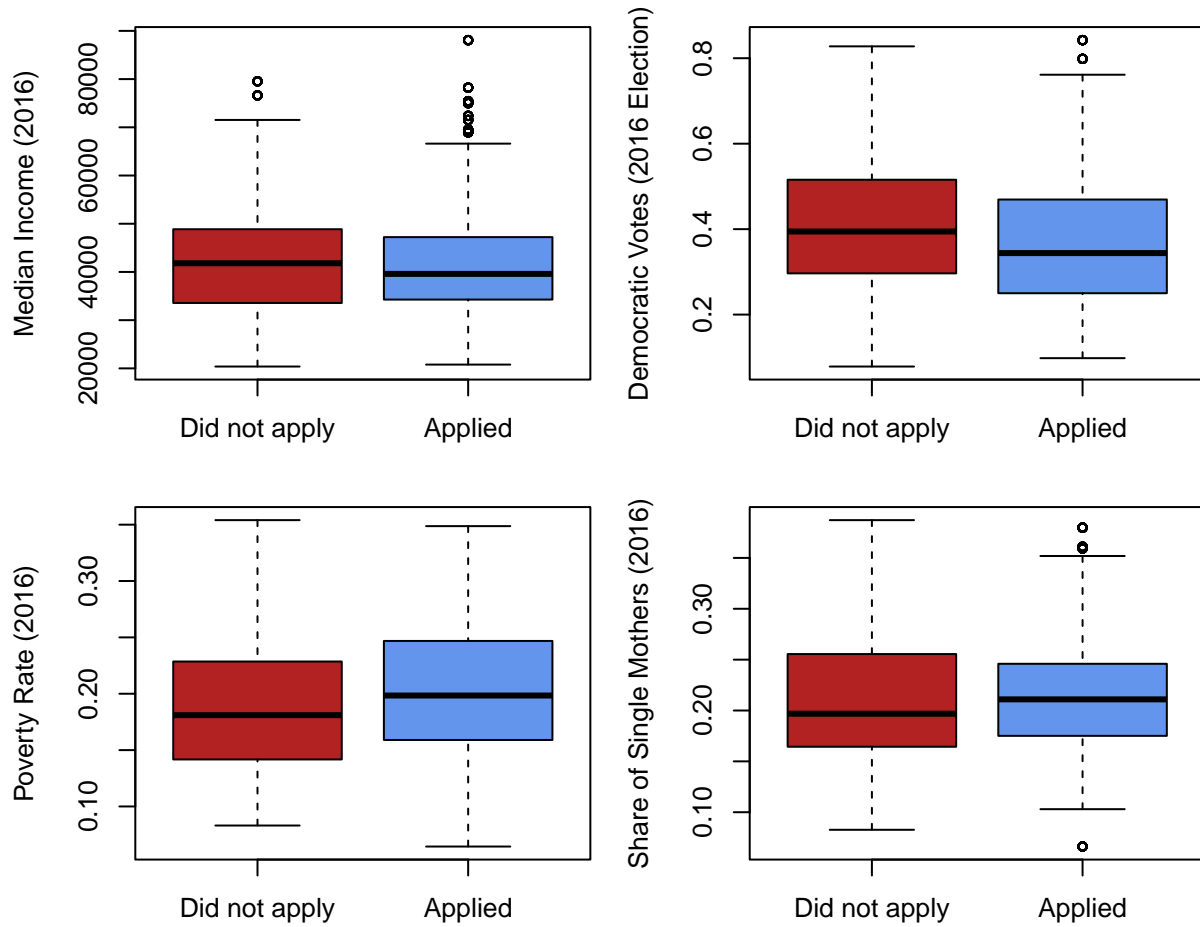 Median Income (2016)
80000
60000
40000
20000
Did not apply
Applied
Democratic Votes (2016 Election)
0.8
0.6
0.4
0.2
Did not apply
Applied
Poverty Rate (2016)
0.30
0.20
0.10
Did not apply
Applied
Share of Single Mothers (2016)
0.30
0.20
0.10
Did not apply
Applied